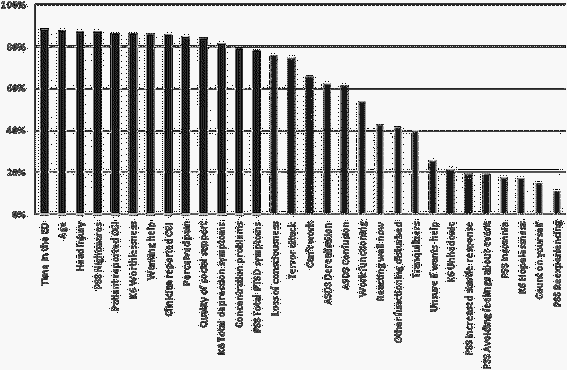 100%
80%
60%
40%
20%
0%
Time in the ED
Age
Head Injury
PSS Nightmares
Patient reported CGI
K6 Worthlessness
Wanting help
Clinician reported CGI
Perceived pain
Quality of social support
K6 Total depression symptoms
Concentration problems
PSS Total PTSD symptoms
Loss of consciousness
Terror attack
Can't work
ASDS Derealization
ASDS Confusion
Work functioning
Reacting well now
Other functioning disturbed
Tranquilizers
Unsure if wants help
K6 Unhedonic
PSS Increased startle response
PSS Avoiding feelings about event
PSS Insomnia
K6 Hopelessness
Count on yourself
PSS Reexperiencing